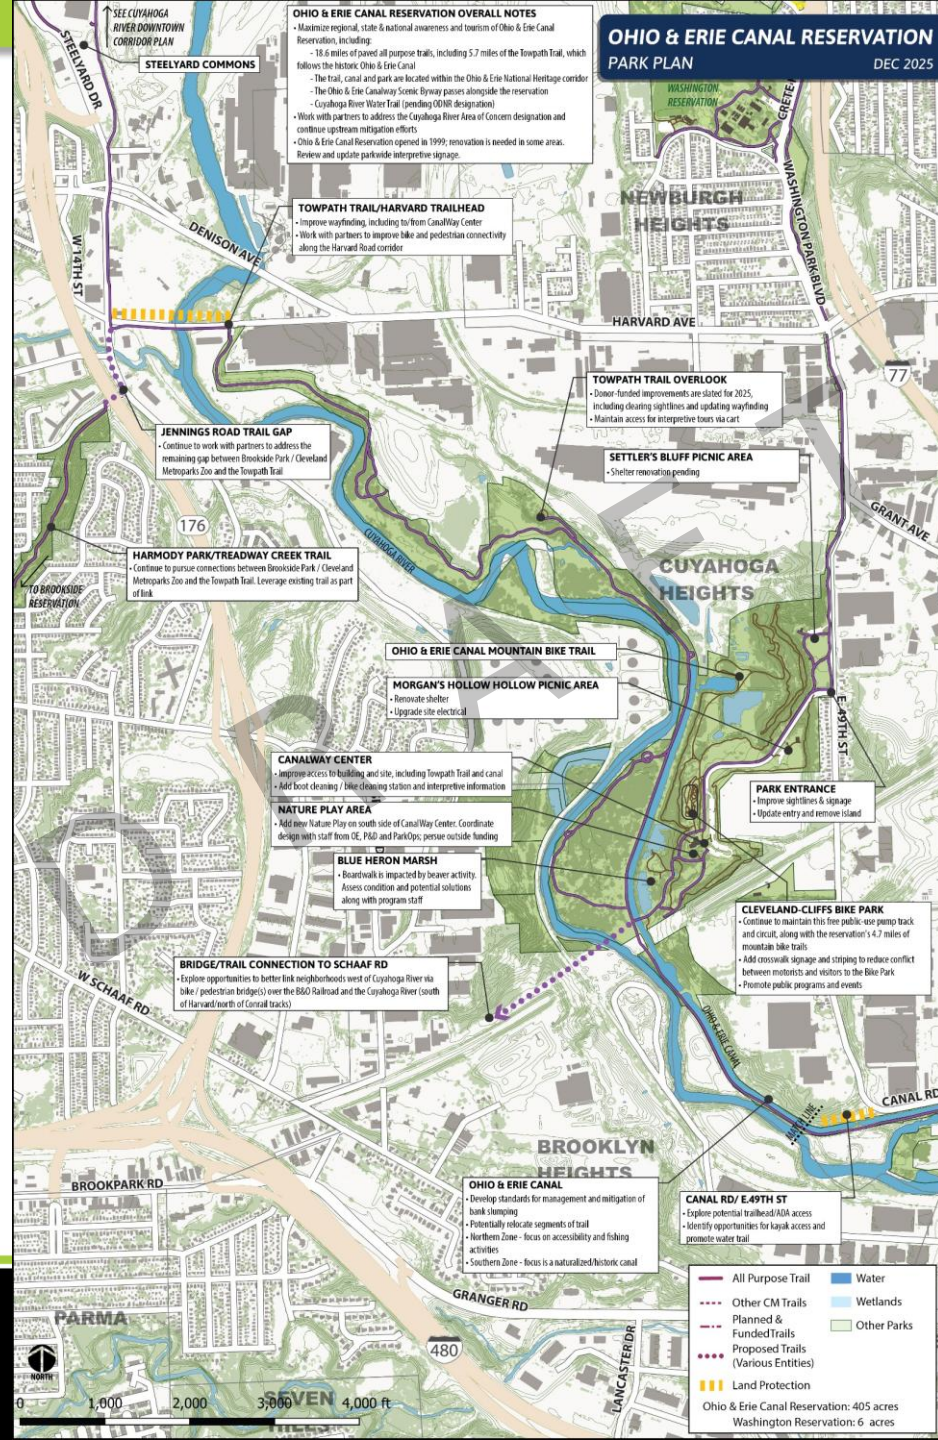 SEE CUYAHOGA
RIVER DOWNTOWN
CORRIDOR PLAN
STEELYARD DR
STEELYARD COMMONS
OHIO & ERIE CANAL RESERVATION OVERALL NOTES
• Maximize regional, state & national awareness and tourism of Ohio & Erie Canal
Reservation, including:
- 18.6 miles of paved all purpose trails, including 5.7 miles of the Towpath Trail, which
follows the historic Ohio & Erie Canal
- The trail, canal and park are located within the Ohio & Erie National Heritage corridor
- The Ohio & Erie Canalway Scenic Byway passes alongside the reservation
- Cuyahoga River Water Trail (pending ODNR designation)
• Work with partners to address the Cuyahoga River Area of Concern designation and
continue upstream mitigation efforts
• Ohio & Erie Canal Reservation opened in 1999; renovation is needed in some areas.
Review and update parkwide interpretive signage.
OHIO & ERIE CANAL RESERVATION
PARK PLAN
DEC 2025
WASHINGTON
RESERVATION
WASHINGTON PARK BLVD
NEWBURGH
HEIGHTS
TOWPATH TRAIL/HARVARD TRAILHEAD
• Improve wayfinding, including to/from CanalWay Center
• Work with partners to improve bike and pedestrian connectivity
along the Harvard Road corridor
DENISON AVE
W 14TH ST
HARVARD AVE
77
TOWPATH TRAIL OVERLOOK
• Donor-funded improvements are slated for 2025,
including clearing sightlines and updating wayfinding
• Maintain access for interpretive tours via cart
JENNINGS ROAD TRAIL GAP
• Continue to work with partners to address the
remaining gap between Brookside Park / Cleveland
Metroparks Zoo and the Towpath Trail
SETTLER'S BLUFF PICNIC AREA
• Shelter renovation pending
GRANT AVE
176
CUYAHOGA RIVER
HARMODY PARK/TREADWAY CREEK TRAIL
• Continue to pursue connections between Brookside Park / Cleveland
Metroparks Zoo and the Towpath Trail. Leverage existing trail as part
of link
TO BROOKSIDE
RESERVATION
CUYAHOGA
HEIGHTS
OHIO & ERIE CANAL MOUNTAIN BIKE TRAIL
MORGAN'S HOLLOW HOLLOW PICNIC AREA
• Renovate shelter
• Upgrade site electrical
E. 49TH ST
CANALWAY CENTER
• Improve access to building and site, including Towpath Trail and canal
• Add boot cleaning / bike cleaning station and interpretive information
PARK ENTRANCE
• Improve sightlines & signage
• Update entry and remove island
NATURE PLAY AREA
• Add new Nature Play on south side of CanalWay Center. Coordinate
design with staff from OE, P&D and ParkOps; persue outside funding
BLUE HERON MARSH
• Boardwalk is impacted by beaver activity.
Assess condition and potential solutions
along with program staff
CLEVELAND-CLIFFS BIKE PARK
• Continue to maintain this free public-use pump track
and circuit, along with the reservation's 4.7 miles of
mountain bike trails
• Add crosswalk signage and striping to reduce conflict
between motorists and visitors to the Bike Park
• Promote public programs and events
BRIDGE/TRAIL CONNECTION TO SCHAAF RD
• Explore opportunities to better link neighborhoods west of Cuyahoga River via
bike / pedestrian bridge(s) over the B&O Railroad and the Cuyahoga River (south
of Harvard/north of Conrail tracks)
W SCHAAF RD
OHIO & ERIE CANAL
MATCH LINE
CANAL RD
BROOKLYN
HEIGHTS
BROOKPARK RD
OHIO & ERIE CANAL
• Develop standards for management and mitigation of
bank slumping
• Potentially relocate segments of trail
• Northern Zone - focus on accessibility and fishing
activities
• Southern Zone - focus is a naturalized/historic canal
CANAL RD/ E.49TH ST
• Explore potential trailhead/ADA access
• Identify opportunities for kayak access and
promote water trail
GRANGER RD
PARMA
480
LANCASTER DR
SEVEN
HILLS
NORTH
0 1,000 2,000 3,000 4,000 ft
All Purpose Trail
Other CM Trails
Planned &
Funded Trails
Proposed Trails
(Various Entities)
Land Protection
Water
Wetlands
Other Parks
Ohio & Erie Canal Reservation: 405 acres
Washington Reservation: 6 acres
DRAFT